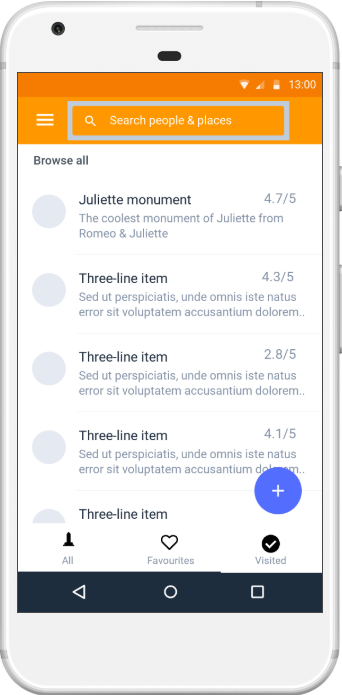 13:00
Search people & places
Browse all
Juliette monument 4.7/5
The coolest monument of Juliette from
Romeo & Juliette
Three-line item 4.3/5
Sed ut perspiciatis, unde omnis iste natus
error sit voluptatem accusantium dolorem..
Three-line item 2.8/5
Sed ut perspiciatis, unde omnis iste natus
error sit voluptatem accusantium dolorem..
Three-line item 4.1/5
Sed ut perspiciatis, unde omnis iste natus
error sit voluptatem accusantium dolorem..
Three-line item
All Favourites Visited